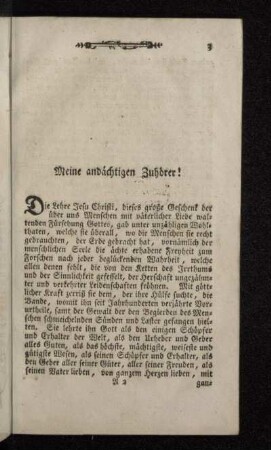 3
Meine andächtigen Zuhörer!
Die Lehre Jesu Christi, dieses große Geschenk der
über uns Menschen mit väterlicher Liebe wal-
tenden Fürsehung Gottes, gab unter unzähligen Wohl-
thaten, welche sie überall, wo die Menschen sie recht
gebrauchten, der Erde gebracht hat, vornämlich der
menschlichen Seele die ächte erhabene Freyheit zum
Forschen nach jeder beglückenden Wahrheit, welche
allen denen fehlt, die von den Ketten des Irrthums
und der Sinnlichkeit gefesselt, der Herschaft ungezähm-
ter und verkehrter Leidenschaften fröhnen. Mit gött-
licher Kraft zerriß sie dem, der ihre Hülfe suchte, die
Bande, womit ihn seit Jahrhunderten verjährte Vor-
urtheile, samt der Gewalt der den Begierden des Men-
schen schmeichelnden Sünden und Laster gefangen hiel-
ten. Sie lehrte ihn Gott als den einigen Schöpfer
und Erhalter der Welt, als den Urheber und Geber
alles Guten, als das höchste, mächtigste, weiseste und
gütigste Wesen, als seinen Schöpfer und Erhalter, als
den Geber aller seiner Güter, aller seiner Freuden, als
seinen Vater lieben, von ganzem Herzen lieben, mit
A 2 gan-